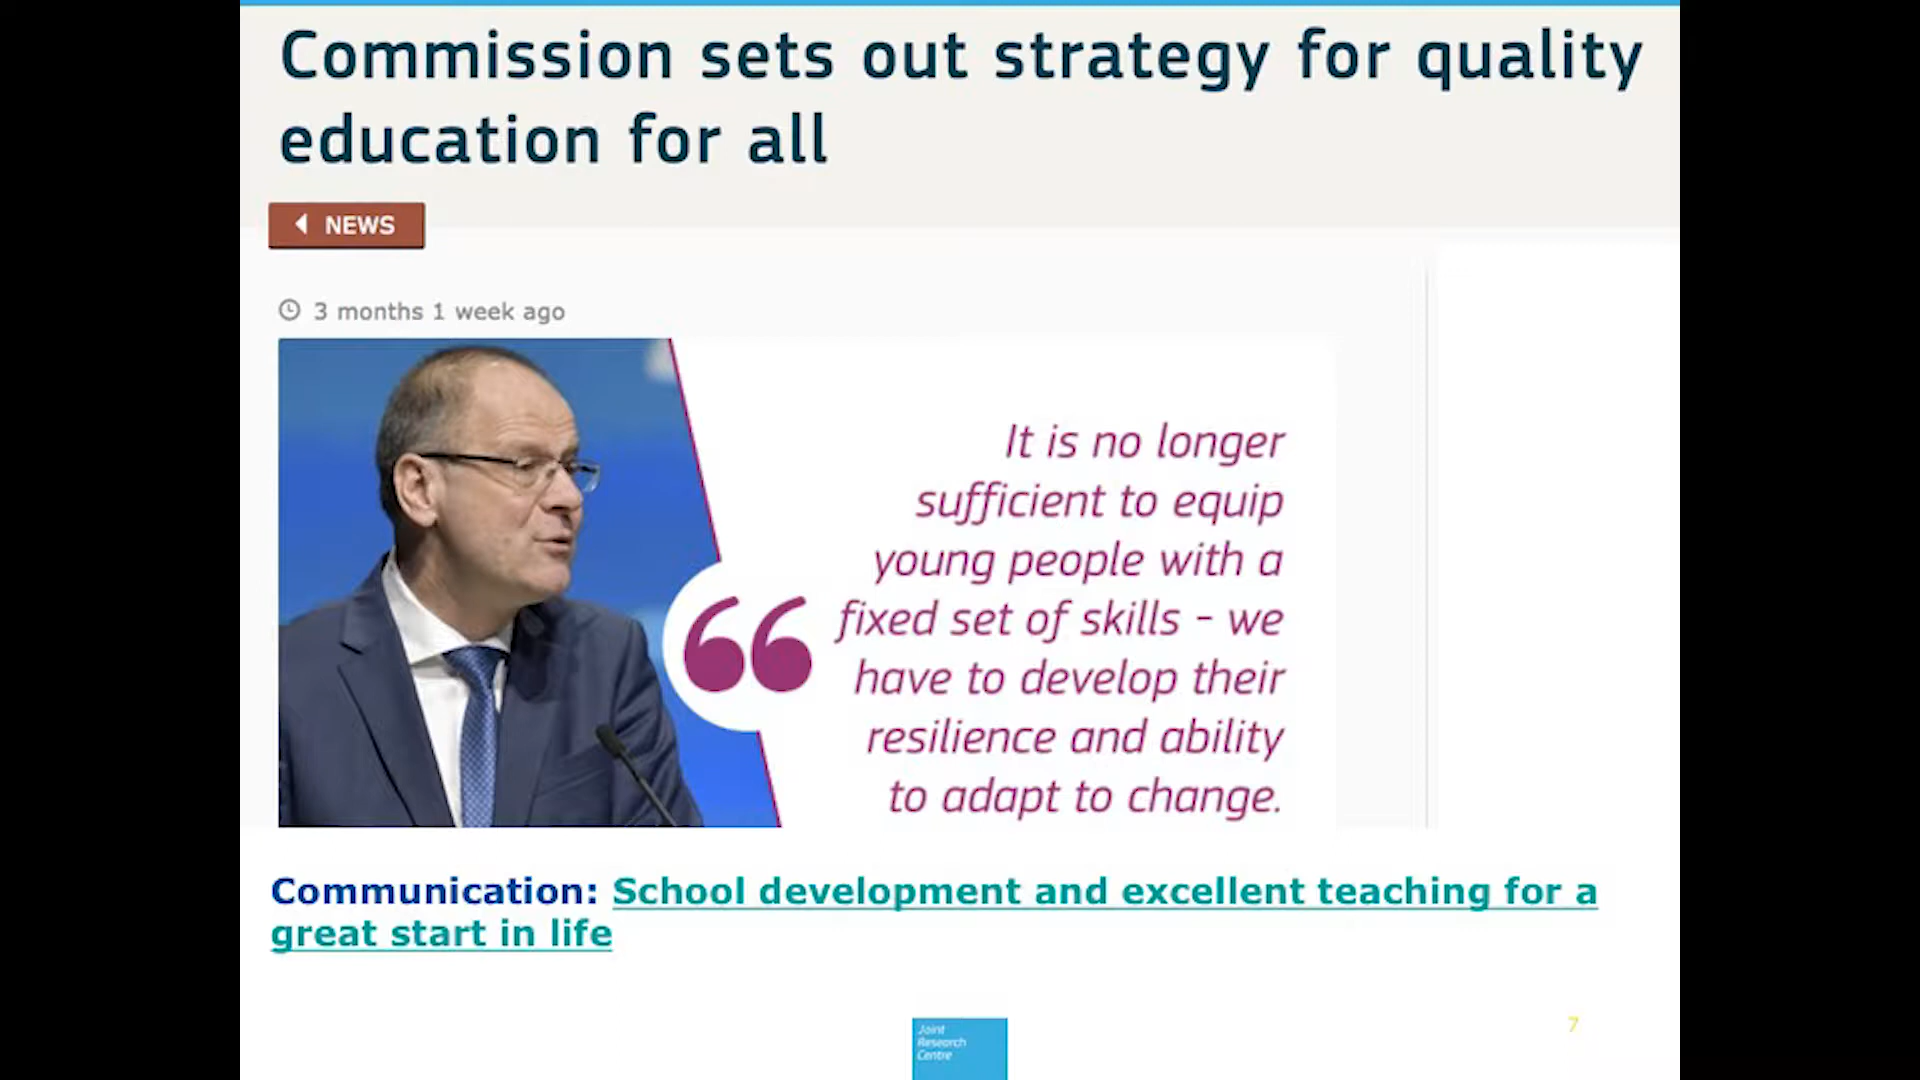 Commission sets out strategy for quality
education for all
NEWS
3 months 1 week ago
It is no longer
sufficient to equip
young people with a
fixed set of skills - we
have to develop their
resilience and ability
to adapt to change.
Communication: School development and excellent teaching for a
great start in life
Joint
Research
Centre
7